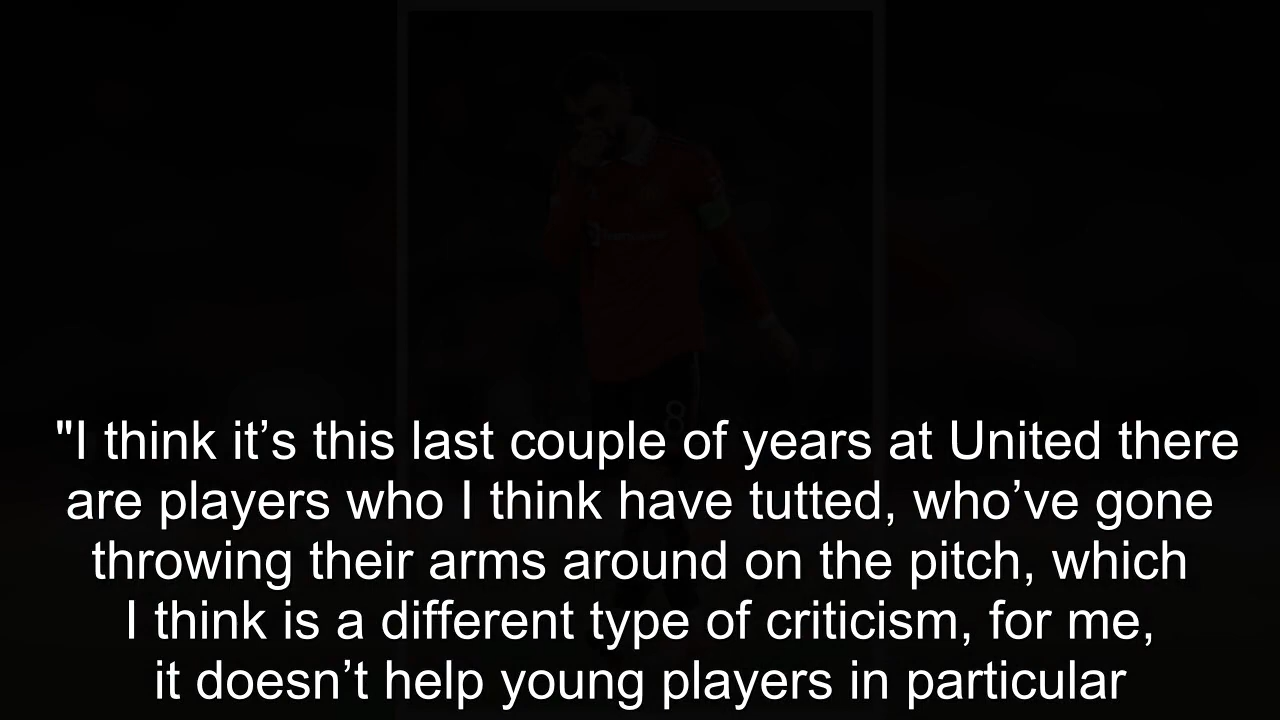 8
"I think it’s this last couple of years at United there
are players who I think have tutted, who’ve gone
throwing their arms around on the pitch, which
I think is a different type of criticism, for me,
it doesn’t help young players in particular